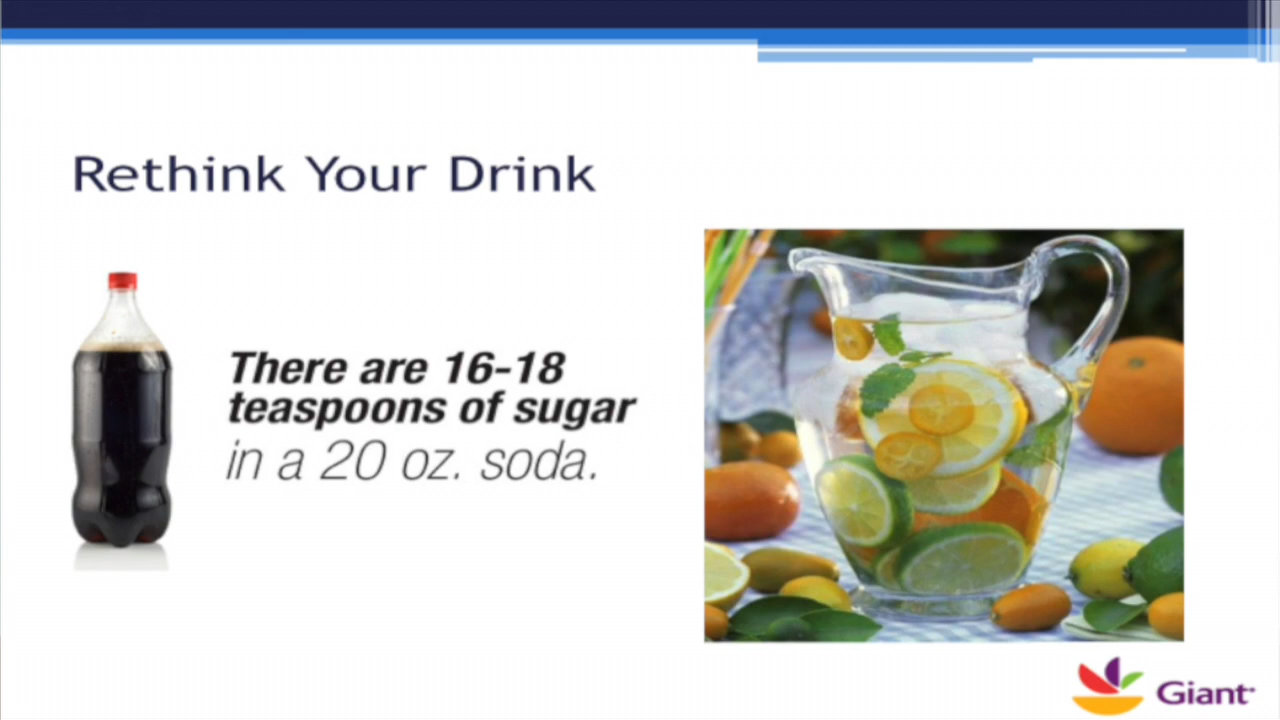 Rethink Your Drink
There are 16-18
teaspoons of sugar
in a 20 oz. soda.
Giant